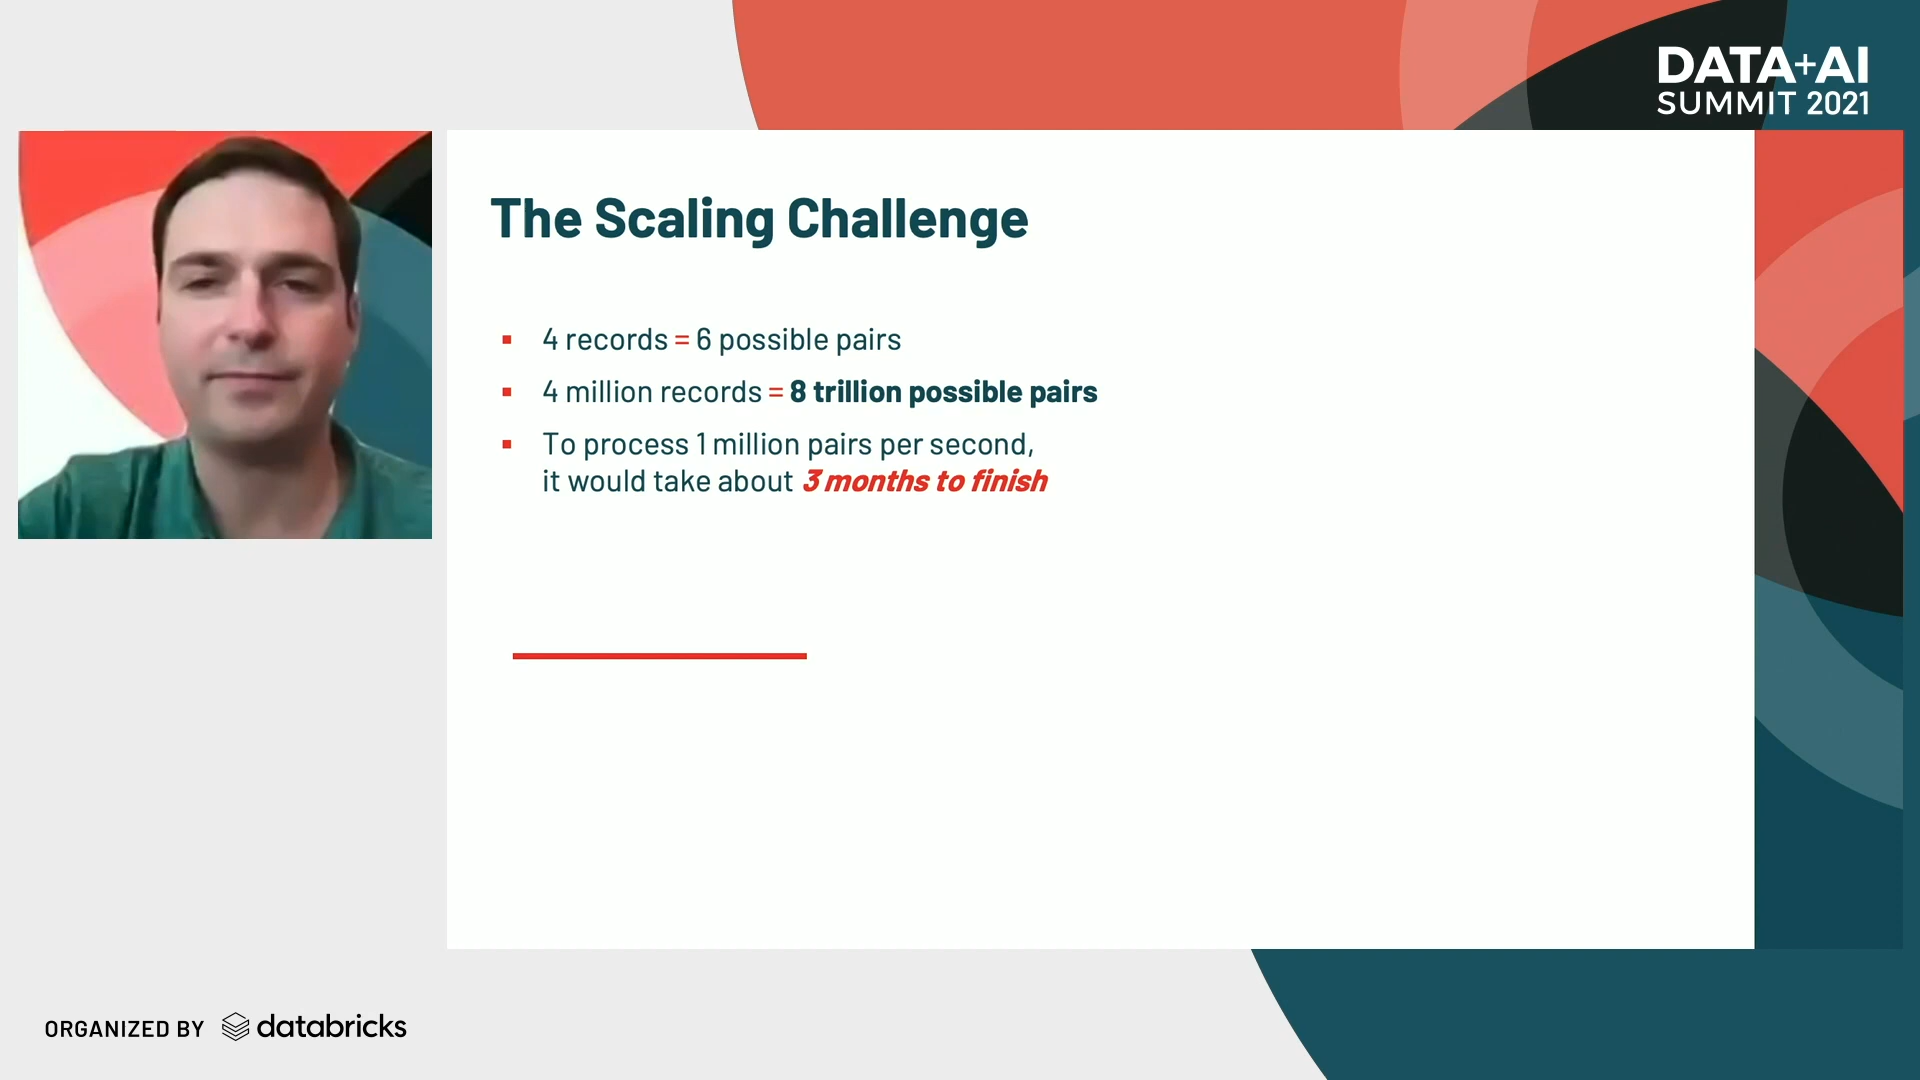 DATA+AI
SUMMIT 2021
The Scaling Challenge
4 records = 6 possible pairs
4 million records = 8 trillion possible pairs
To process 1 million pairs per second,
it would take about 3 months to finish
ORGANIZED BY databricks